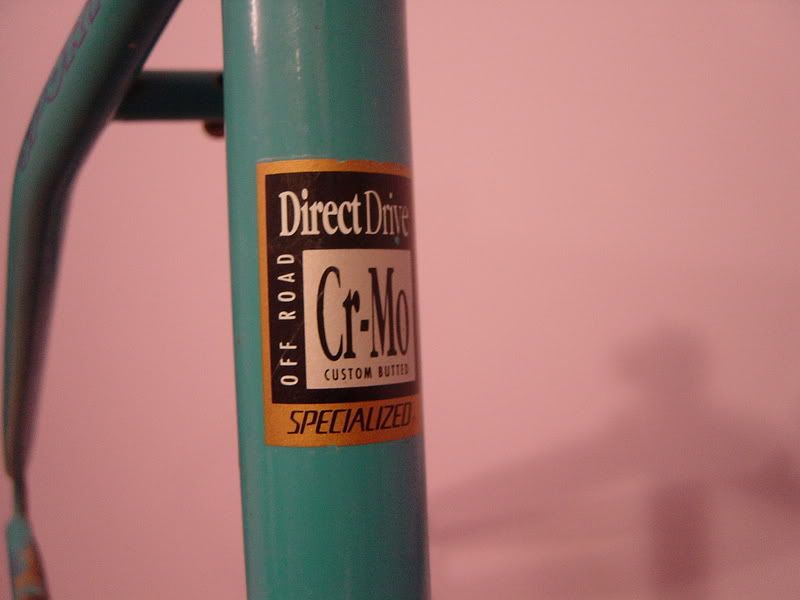 Direct Drive
OFF ROAD
Cr-Mo
CUSTOM BUTTED
SPECIALIZED